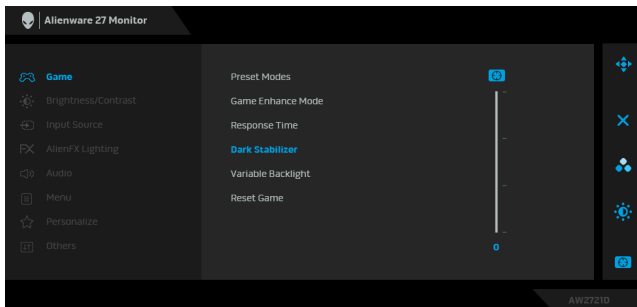 Alienware 27 Monitor
Game
Brightness/Contrast
Input Source
AlienFX Lighting
Audio
Menu
Personalize
Others
Preset Modes
Game Enhance Mode
Response Time
Dark Stabilizer
Variable Backlight
Reset Game
0
AW2721D